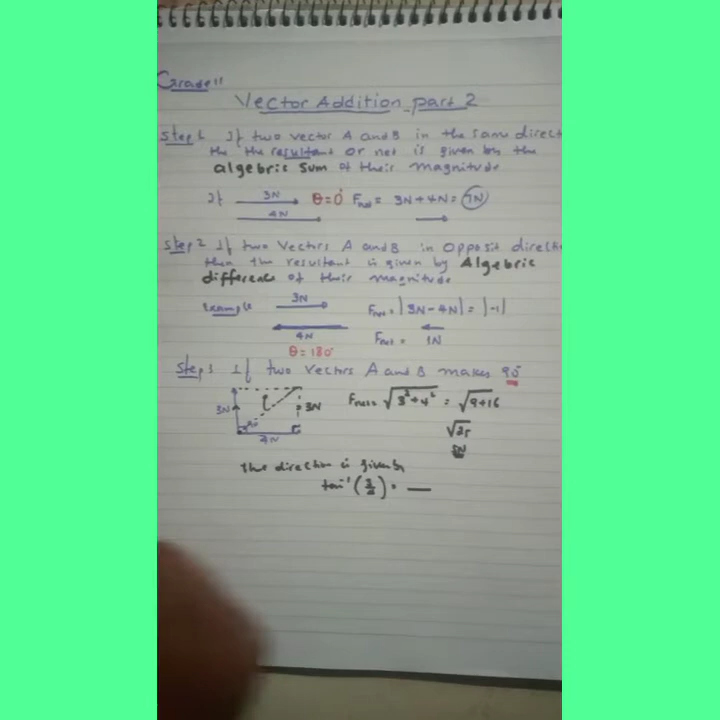 Grade 11
Vector Addition part 2
Step 1 If two vector A and B in the same direct
the the resultant or net is given by the
algebric sum of their magnitude
If 3N θ=0° Fnet = 3N+4N= 7N
4N
Step 2 If two Vectors A and B in opposit directi
then the resultant is given by Algebric
difference of their magnitude
Example 3N Fnet = |3N-4N| = |-1|
4N Fnet = 1N
θ=180°
Step 3 If two Vectors A and B makes 90°
3N 3N Fnet = √3²+4² = √9+16
4N √25
5N
the direction is given by
tan⁻¹ ( ) =